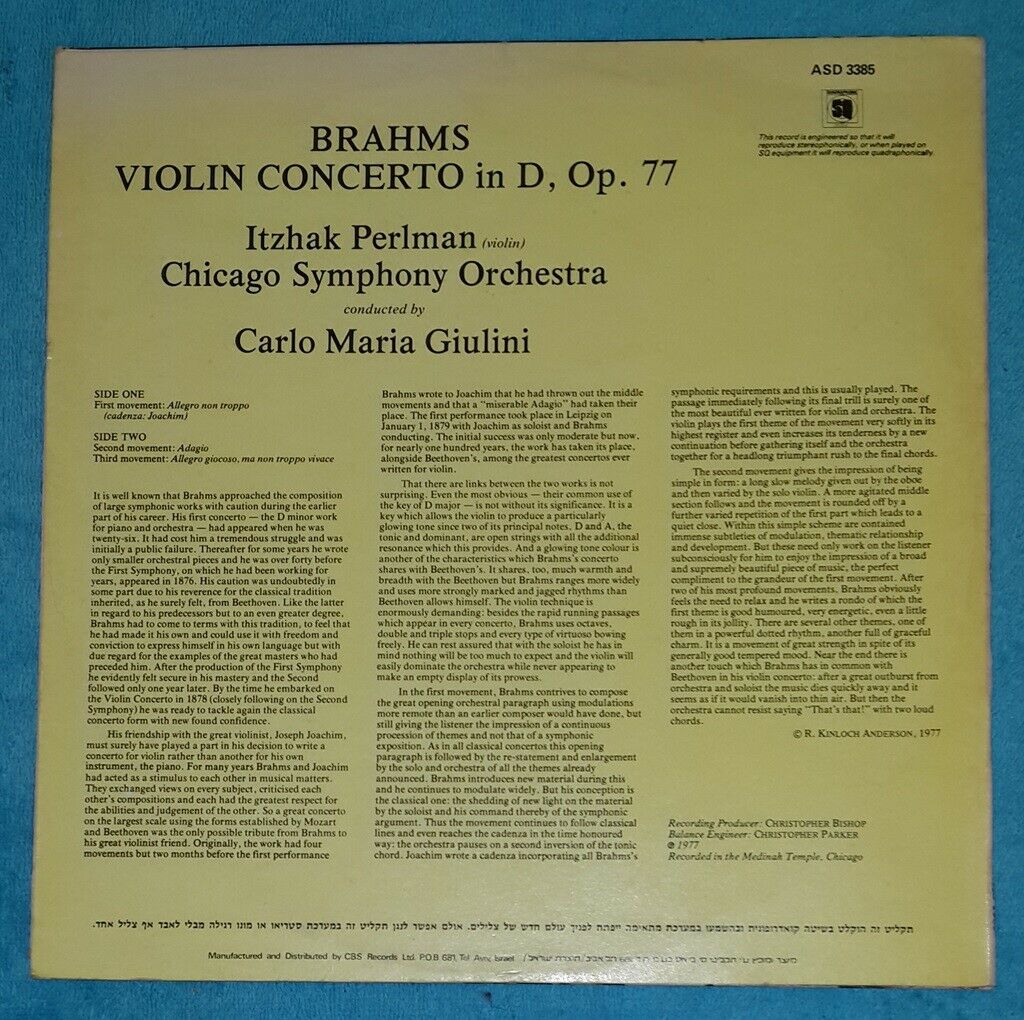 ASD 3385
SQ
This record is engineered so that it will
reproduce stereophonically, or when played on
SQ equipment it will reproduce quadraphonically.
BRAHMS
VIOLIN CONCERTO in D, Op. 77
Itzhak Perlman (violin)
Chicago Symphony Orchestra
conducted by
Carlo Maria Giulini
SIDE ONE
First movement: Allegro non troppo
(cadenza: Joachim)
SIDE TWO
Second movement: Adagio
Third movement: Allegro giocoso, ma non troppo vivace
It is well known that Brahms approached the composition
of large symphonic works with caution during the earlier
part of his career. His first concerto — the D minor work
for piano and orchestra — had appeared when he was
twenty-six. It had cost him a tremendous struggle and was
initially a public failure. Thereafter for some years he wrote
only smaller orchestral pieces and he was over forty before
the First Symphony, on which he had been working for
years, appeared in 1876. His caution was undoubtedly in
some part due to his reverence for the classical tradition
inherited, as he surely felt, from Beethoven. Like the latter
in regard to his predecessors but to an even greater degree,
Brahms had to come to terms with this tradition, to feel that
he had made it his own and could use it with freedom and
conviction to express himself in his own language but with
due regard for the examples of the great masters who had
preceded him. After the production of the First Symphony
he evidently felt secure in his mastery and the Second
followed only one year later. By the time he embarked on
the Violin Concerto in 1878 (closely following on the Second
Symphony) he was ready to tackle again the classical
concerto form with new found confidence.
His friendship with the great violinist, Joseph Joachim,
must surely have played a part in his decision to write a
concerto for violin rather than another for his own
instrument, the piano. For many years Brahms and Joachim
had acted as a stimulus to each other in musical matters.
They exchanged views on every subject, criticised each
other's compositions and each had the greatest respect for
the abilities and judgement of the other. So a great concerto
on the largest scale using the forms established by Mozart
and Beethoven was the only possible tribute from Brahms to
his great violinist friend. Originally, the work had four
movements but two months before the first performance
Brahms wrote to Joachim that he had thrown out the middle
movements and that a "miserable Adagio" had taken their
place. The first performance took place in Leipzig on
January 1, 1879 with Joachim as soloist and Brahms
conducting. The initial success was only moderate but now,
for nearly one hundred years, the work has taken its place,
alongside Beethoven's, among the greatest concertos ever
written for violin.
That there are links between the two works is not
surprising. Even the most obvious — their common use of
the key of D major — is not without its significance. It is a
key which allows the violin to produce a particularly
glowing tone since two of its principal notes, D and A, the
tonic and dominant, are open strings with all the additional
resonance which this provides. And a glowing tone colour is
another of the characteristics which Brahms's concerto
shares with Beethoven's. It shares, too, much warmth and
breadth with the Beethoven but Brahms ranges more widely
and uses more strongly marked and jagged rhythms than
Beethoven allows himself. The violin technique is
enormously demanding: besides the rapid running passages
which appear in every concerto, Brahms uses octaves,
double and triple stops and every type of virtuoso bowing
freely. He can rest assured that with the soloist he has in
mind nothing will be too much to expect and the violin will
easily dominate the orchestra while never appearing to
make an empty display of its prowess.
In the first movement, Brahms contrives to compose
the great opening orchestral paragraph using modulations
more remote than an earlier composer would have done, but
still giving the listener the impression of a continuous
procession of themes and not that of a symphonic
exposition. As in all classical concertos this opening
paragraph is followed by the re-statement and enlargement
by the solo and orchestra of all the themes already
announced. Brahms introduces new material during this
and he continues to modulate widely. But his conception is
the classical one: the shedding of new light on the material
by the soloist and his command thereby of the symphonic
argument. Thus the movement continues to follow classical
lines and even reaches the cadenza in the time honoured
way: the orchestra pauses on a second inversion of the tonic
chord. Joachim wrote a cadenza incorporating all Brahms's
symphonic requirements and this is usually played. The
passage immediately following its final trill is surely one of
the most beautiful ever written for violin and orchestra. The
violin plays the first theme of the movement very softly in its
highest register and even increases its tenderness by a new
continuation before gathering itself and the orchestra
together for a headlong triumphant rush to the final chords.
The second movement gives the impression of being
simple in form: a long slow melody given out by the oboe
and then varied by the solo violin. A more agitated middle
section follows and the movement is rounded off by a
further varied repetition of the first part which leads to a
quiet close. Within this simple scheme are contained
immense subtleties of modulation, thematic relationship
and development. But these need only work on the listener
subconsciously for him to enjoy the impression of a broad
and supremely beautiful piece of music, the perfect
compliment to the grandeur of the first movement. After
two of his most profound movements, Brahms obviously
feels the need to relax and he writes a rondo of which the
first theme is good humoured, very energetic, even a little
rough in its jollity. There are several other themes, one of
them in a powerful dotted rhythm, another full of graceful
charm. It is a movement of great strength in spite of its
generally good tempered mood. Near the end there is
another touch which Brahms has in common with
Beethoven in his violin concerto: after a great outburst from
orchestra and soloist the music dies quickly away and it
seems as if it would vanish into thin air. But then the
orchestra cannot resist saying "That's that!" with two loud
chords.
© R. KINLOCH ANDERSON, 1977
Recording Producer: CHRISTOPHER BISHOP
Balance Engineer: CHRISTOPHER PARKER
℗ 1977
Recorded in the Medinah Temple, Chicago
תקליט זה הוקלט בשיטה קוואדרופונית ובהשמעו במערכת מתאימה ייפתח לפניך עולם חדש של צלילים. אולם אפשר לנגן תקליט זה במערכת סטריאו או מונו רגילה מבלי לאבד אף צליל אחד.
Manufactured and Distributed by CBS Records Ltd. P.O.B 681, Tel Aviv, Israel / תוצרת ישראל